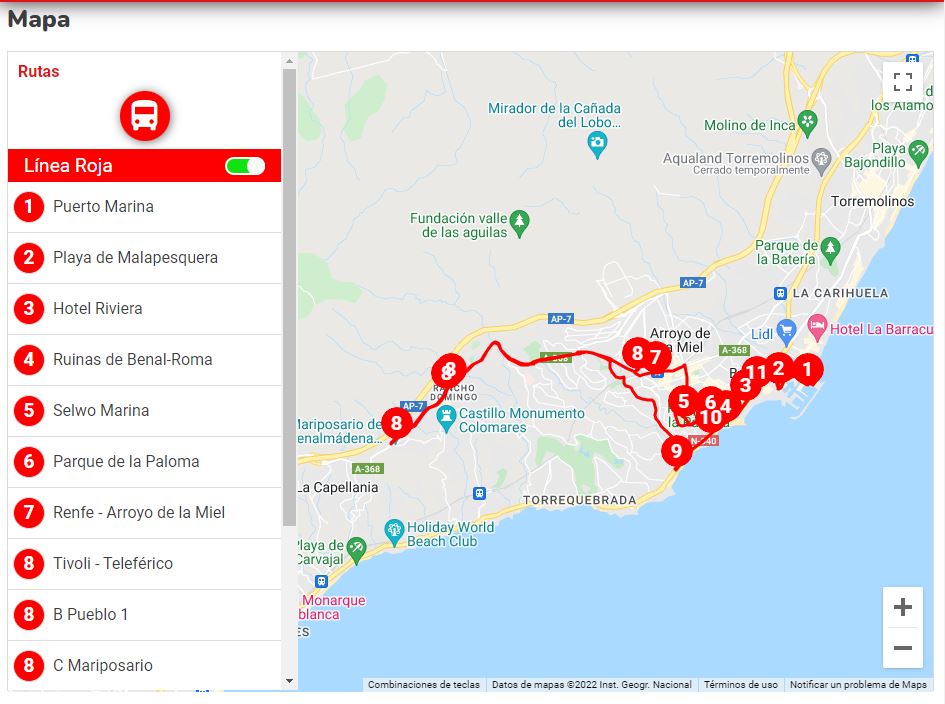 Mapa
Rutas
Línea Roja
1 Puerto Marina
2 Playa de Malapesquera
3 Hotel Riviera
4 Ruinas de Benal-Roma
5 Selwo Marina
6 Parque de la Paloma
7 Renfe - Arroyo de la Miel
8 Tivoli - Teleférico
8 B Pueblo 1
8 C Mariposario
Mirador de la Cañada
del Lobo...
Molino de Inca
los Álamo
Aqualand Torremolinos
Cerrado temporalmente
Playa
Bajondillo
Torremolinos
Fundación valle
de las aguilas
Parque de
la Batería
AP-7
LA CARIHUELA
AP-7
Lidl
Hotel La Barracu
Arroyo de
a Miel
A-368
8
7
8
8
RANCHO
DOMINGO
11
2
1
3
5
6
4
10
AP-7
8
Castillo Monumento
Colomares
Mariposario de
enalmádena...
N-340
9
A-368
La Capellania
TORREQUEBRADA
Holiday World
Beach Club
Playa de
Carvajal
Monarque
blanca
ES
Combinaciones de teclas
Datos de mapas ©2022 Inst. Geogr. Nacional
Términos de uso
Notificar un problema de Maps